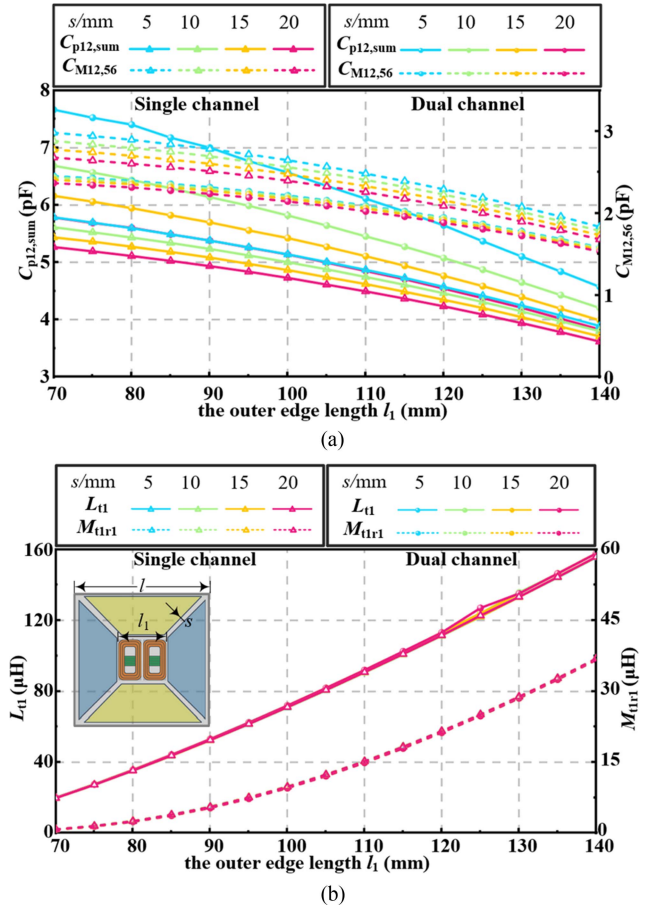 (a)
s/mm 5 10 15 20 s/mm 5 10 15 20
Cp12,sum Cp12,sum
CM12,56 CM12,56
Single channel Dual channel
8
7
6
5
4
3
Cp12,sum (pF)
3
2
1
0
CM12,56 (pF)
70 80 90 100 110 120 130 140
the outer edge length l1 (mm)
(a)
s/mm 5 10 15 20 s/mm 5 10 15 20
Lt1 Lt1
Mt1r1 Mt1r1
Single channel Dual channel
160
120
80
40
0
Lt1 (μH)
l
l1
s
60
45
30
15
0
Mt1r1 (μH)
70 80 90 100 110 120 130 140
the outer edge length l1 (mm)
(b)